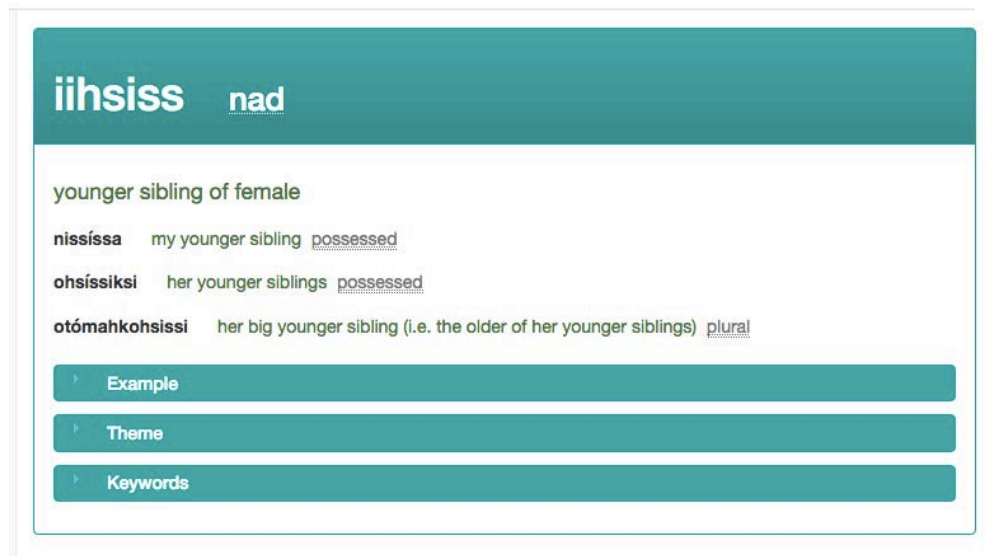 iihsiss nad
younger sibling of female
nissíssa my younger sibling possessed
ohsíssiksi her younger siblings possessed
otómahkohsissi her big younger sibling (i.e. the older of her younger siblings) plural
Example
Theme
Keywords